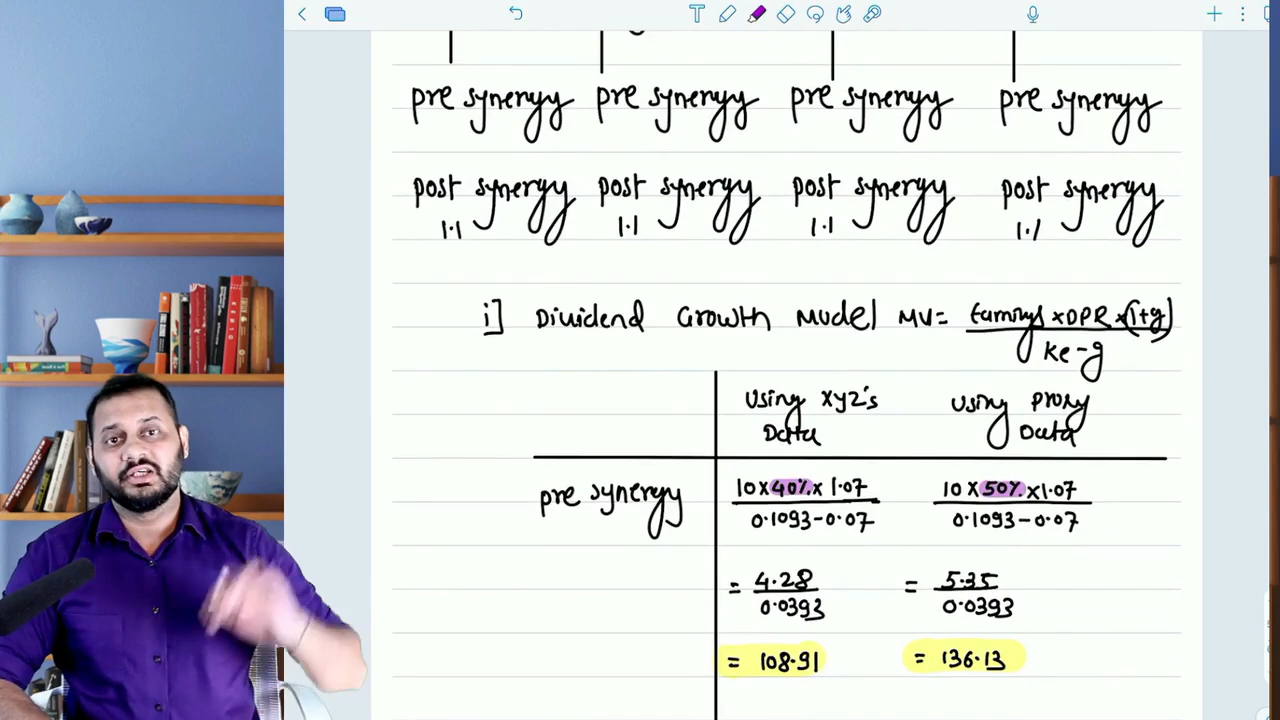 pre synergy pre synergy pre synergy pre synergy
post synergy post synergy post synergy post synergy
1.1 1.1 1.1 1.1
i] Dividend Growth Model MV= Earnings x DPR x (1+g)
Ke-g
Using XYZ's Using proxy
Data Data
pre synergy 10 x 40% x 1.07 10 x 50% x 1.07
0.1093-0.07 0.1093-0.07
= 4.28 = 5.35
0.0393 0.0393
= 108.91 = 136.13